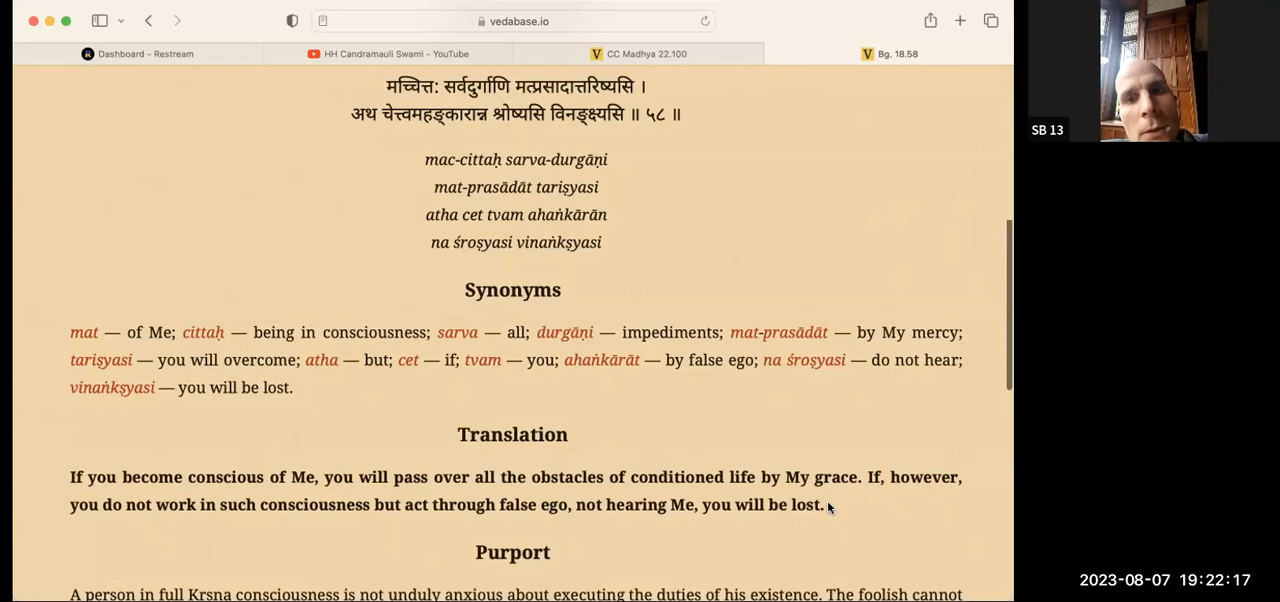 vedabase.io
Dashboard - Restream
HH Candramauli Swami - YouTube
CC Madhya 22.100
Bg. 18.58
मच्चित्त: सर्वदुर्गाणि मत्प्रसादात्तरिष्यसि ।
अथ चेत्त्वमहङ्कारान्न श्रोष्यसि विनङ्क्ष्यसि ॥ ५८ ॥
mac-cittaḥ sarva-durgāṇi
mat-prasādāt tariṣyasi
atha cet tvam ahaṅkārān
na śroṣyasi vinaṅkṣyasi
Synonyms
mat — of Me; cittaḥ — being in consciousness; sarva — all; durgāṇi — impediments; mat-prasādāt — by My mercy;
tariṣyasi — you will overcome; atha — but; cet — if; tvam — you; ahaṅkārāt — by false ego; na śroṣyasi — do not hear;
vinaṅkṣyasi — you will be lost.
Translation
If you become conscious of Me, you will pass over all the obstacles of conditioned life by My grace. If, however,
you do not work in such consciousness but act through false ego, not hearing Me, you will be lost.
Purport
A person in full Kṛṣṇa consciousness is not unduly anxious about executing the duties of his existence. The foolish cannot
SB 13
2023-08-07 19:22:17